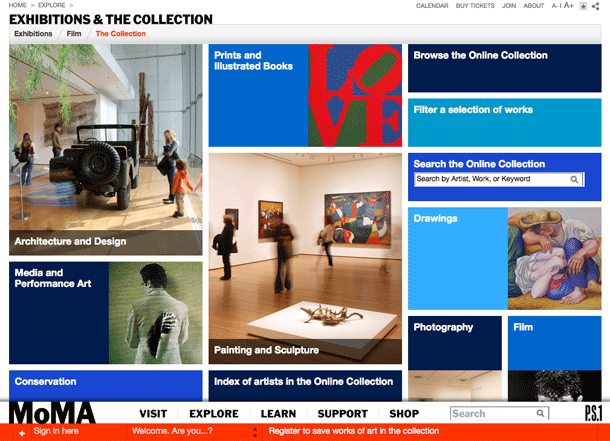 HOME > EXPLORE >
CALENDAR BUY TICKETS JOIN ABOUT A- | A+
EXHIBITIONS & THE COLLECTION
Exhibitions / Film / The Collection
Architecture and Design
Media and
Performance Art
Conservation
Prints and
Illustrated Books
LO
VE
Painting and Sculpture
Index of artists in the Online Collection
Browse the Online Collection
Filter a selection of works
Search the Online Collection
Search by Artist, Work, or Keyword
Drawings
Photography
Film
MoMA
VISIT EXPLORE LEARN SUPPORT SHOP
Search
P.S.1
+ Sign in here
Welcome. Are you...?
Register to save works of art in the collection